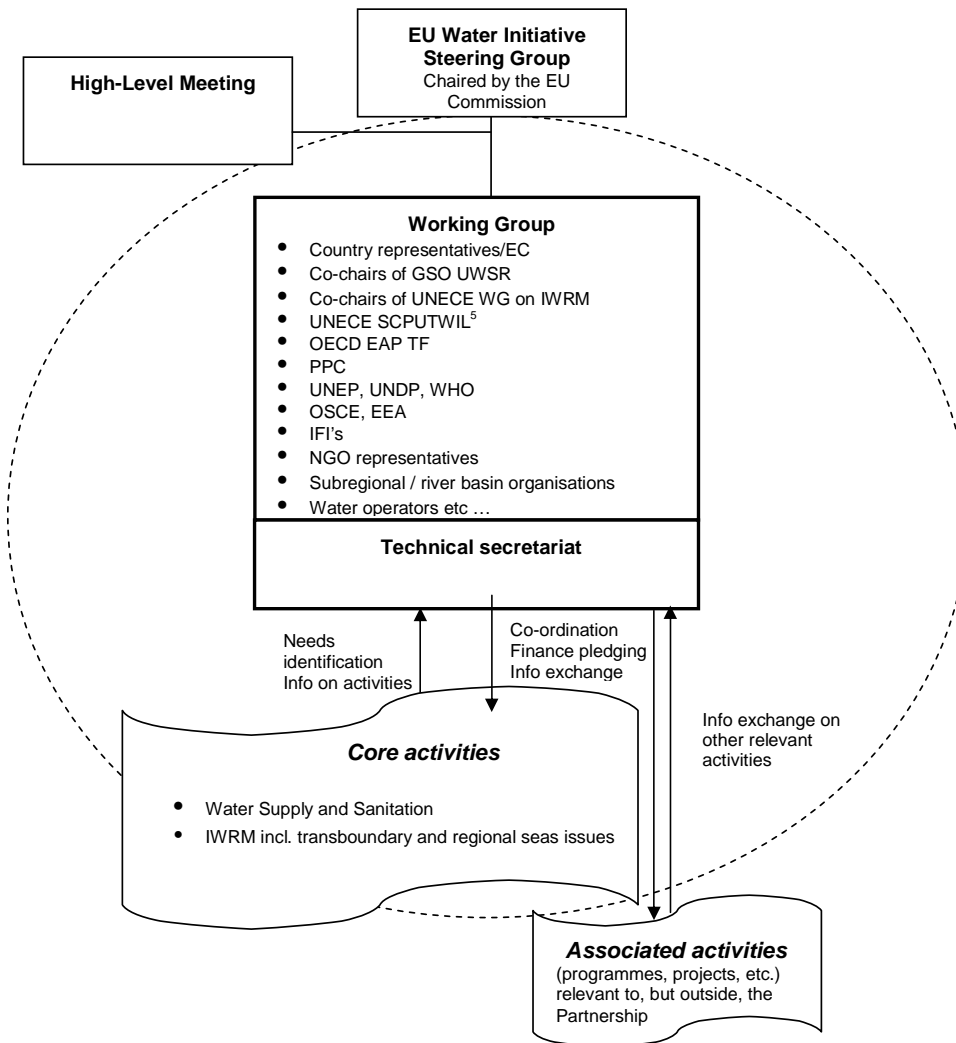 EU Water Initiative
Steering Group
Chaired by the EU
Commission
High-Level Meeting
Working Group
• Country representatives/EC
• Co-chairs of GSO UWSR
• Co-chairs of UNECE WG on IWRM
• UNECE SCPUTWIL5
• OECD EAP TF
• PPC
• UNEP, UNDP, WHO
• OSCE, EEA
• IFI's
• NGO representatives
• Subregional / river basin organisations
• Water operators etc …
Technical secretariat
Needs
identification
Info on activities
Co-ordination
Finance pledging
Info exchange
Info exchange on
other relevant
activities
Core activities
• Water Supply and Sanitation
• IWRM incl. transboundary and regional seas issues
Associated activities
(programmes, projects, etc.)
relevant to, but outside, the
Partnership